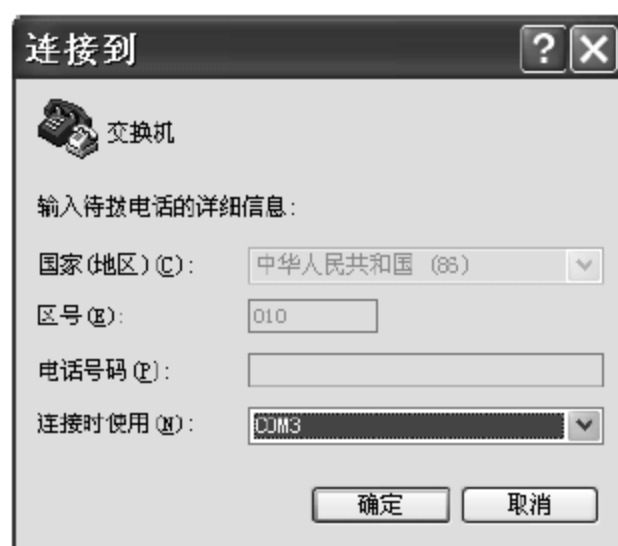 连接到
交换机
输入待拨电话的详细信息:
国家(地区)(C): 中华人民共和国 (86)
区号(E): 010
电话号码(P):
连接时使用(N): COM3
确定 取消